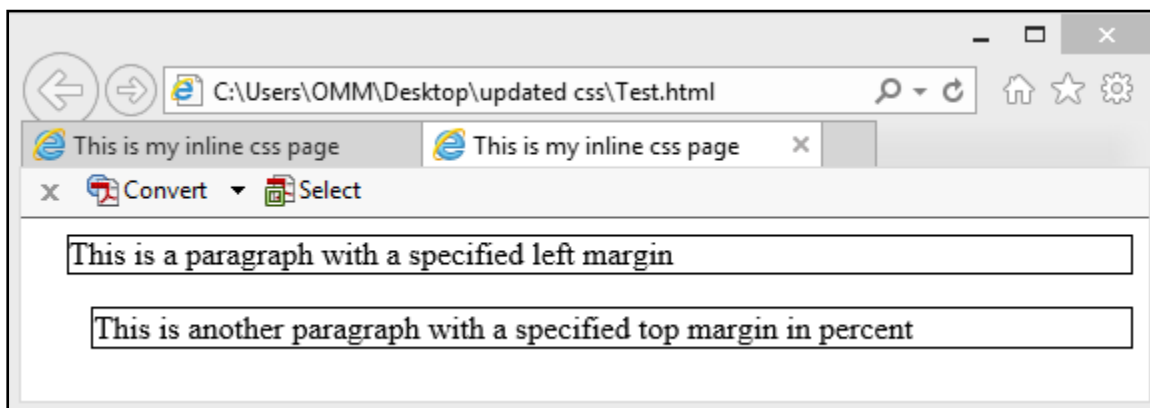 C:\Users\OMM\Desktop\updated css\Test.html
This is my inline css page This is my inline css page
Convert Select
This is a paragraph with a specified left margin
This is another paragraph with a specified top margin in percent